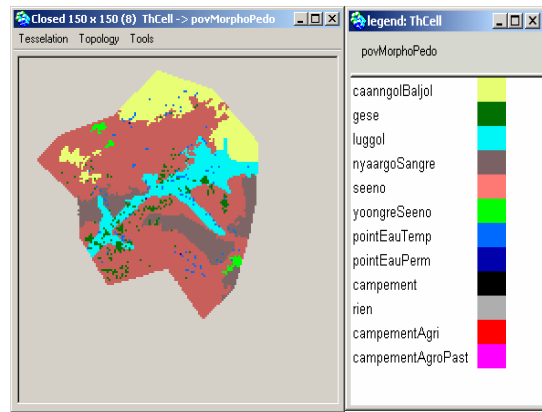 Closed 150 x 150 (8) ThCell -> povMorphoPedo
Tesselation Topology Tools
legend: ThCell
povMorphoPedo
caanngolBaljol
gese
luggol
nyaargoSangre
seeno
yoongreSeeno
pointEauTemp
pointEauPerm
campement
rien
campementAgri
campementAgroPast